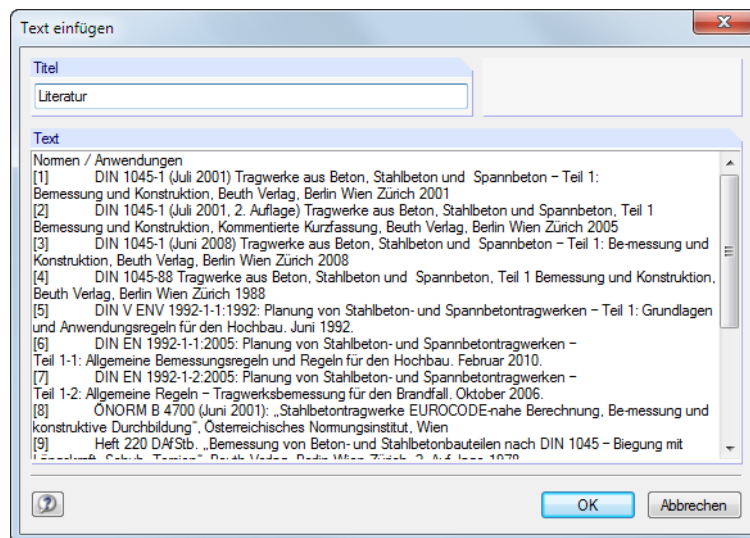 Text einfügen
Titel
Literatur
Text
Normen / Anwendungen
[1] DIN 1045-1 (Juli 2001) Tragwerke aus Beton, Stahlbeton und Spannbeton – Teil 1:
Bemessung und Konstruktion, Beuth Verlag, Berlin Wien Zürich 2001
[2] DIN 1045-1 (Juli 2001, 2. Auflage) Tragwerke aus Beton, Stahlbeton und Spannbeton, Teil 1
Bemessung und Konstruktion, Kommentierte Kurzfassung, Beuth Verlag, Berlin Wien Zürich 2005
[3] DIN 1045-1 (Juni 2008) Tragwerke aus Beton, Stahlbeton und Spannbeton – Teil 1: Be-messung und
Konstruktion, Beuth Verlag, Berlin Wien Zürich 2008
[4] DIN 1045-88 Tragwerke aus Beton, Stahlbeton und Spannbeton, Teil 1 Bemessung und Konstruktion,
Beuth Verlag, Berlin Wien Zürich 1988
[5] DIN V ENV 1992-1-1:1992: Planung von Stahlbeton- und Spannbetontragwerken – Teil 1: Grundlagen
und Anwendungsregeln für den Hochbau. Juni 1992.
[6] DIN EN 1992-1-1:2005: Planung von Stahlbeton- und Spannbetontragwerken –
Teil 1-1: Allgemeine Bemessungsregeln und Regeln für den Hochbau. Februar 2010.
[7] DIN EN 1992-1-2:2005: Planung von Stahlbeton- und Spannbetontragwerken –
Teil 1-2: Allgemeine Regeln – Tragwerksbemessung für den Brandfall. Oktober 2006.
[8] ÖNORM B 4700 (Juni 2001): „Stahlbetontragwerke EUROCODE-nahe Berechnung, Be-messung und
konstruktive Durchbildung", Österreichisches Normungsinstitut, Wien
[9] Heft 220 DAfStb. „Bemessung von Beton- und Stahlbetonbauteilen nach DIN 1045 – Biegung mit
OK
Abbrechen